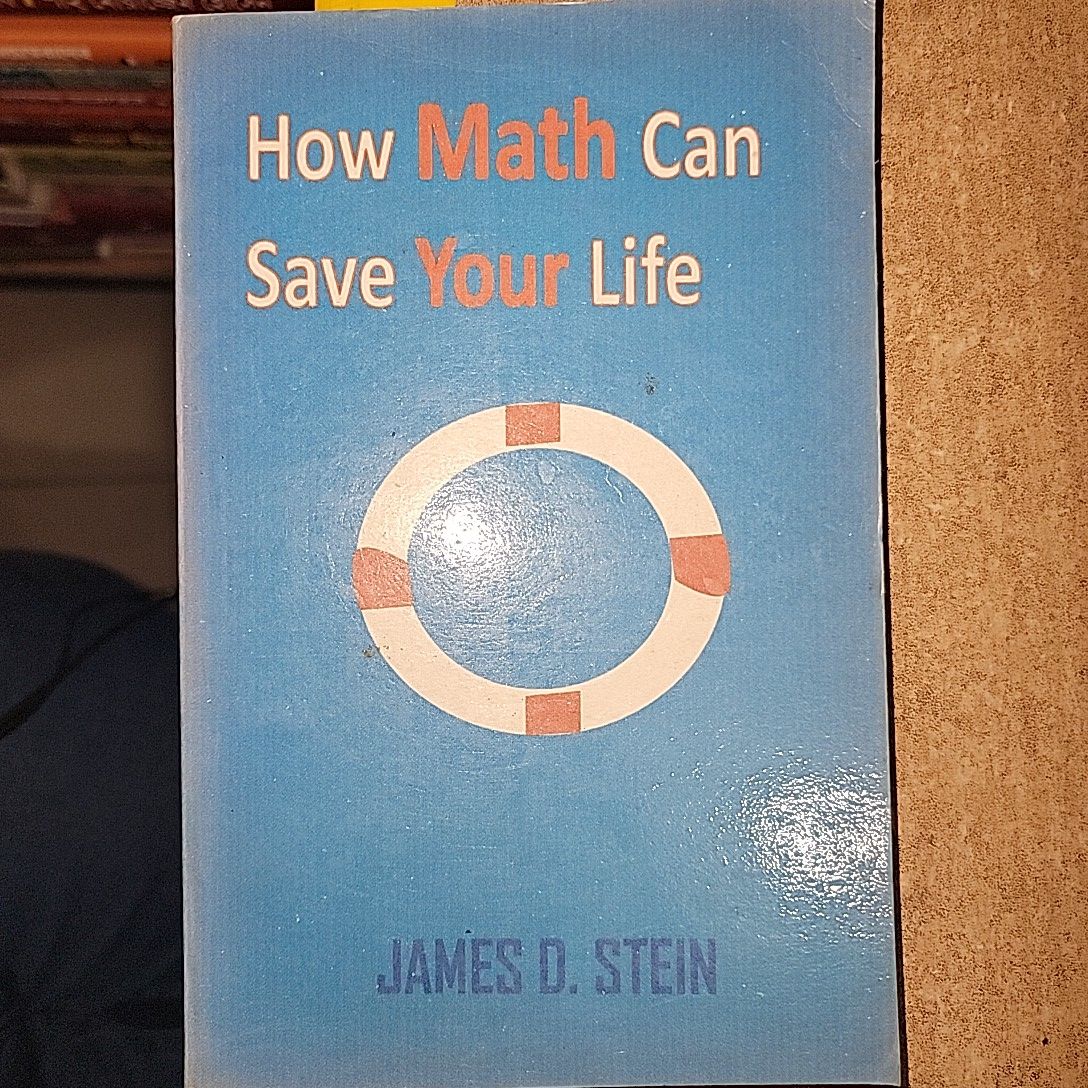 How Math Can
Save Your Life
JAMES D. STEIN